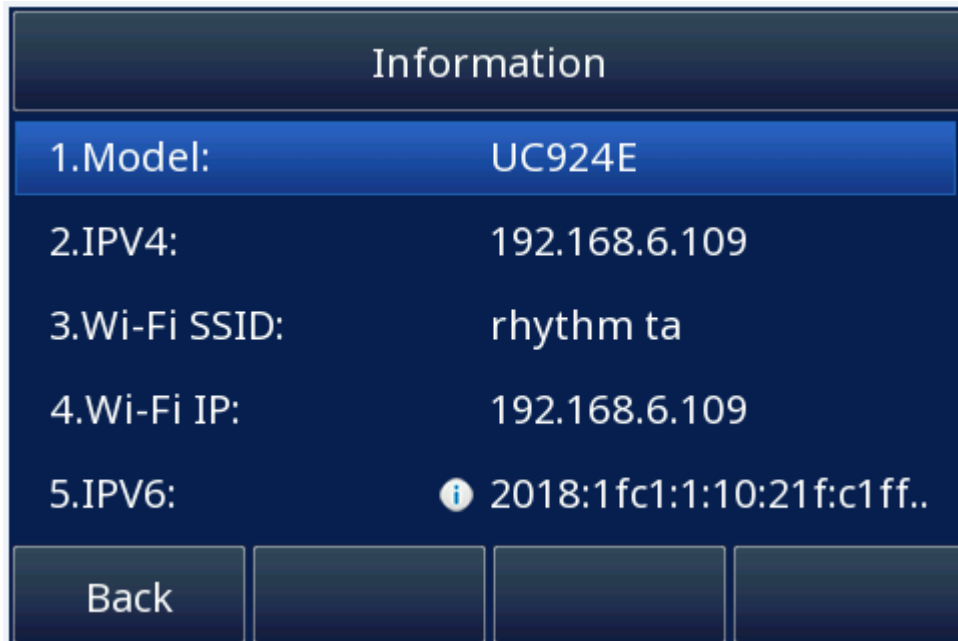 Information
1.Model: UC924E
2.IPV4: 192.168.6.109
3.Wi-Fi SSID: rhythm ta
4.Wi-Fi IP: 192.168.6.109
5.IPV6: i 2018:1fc1:1:10:21f:c1ff..
Back